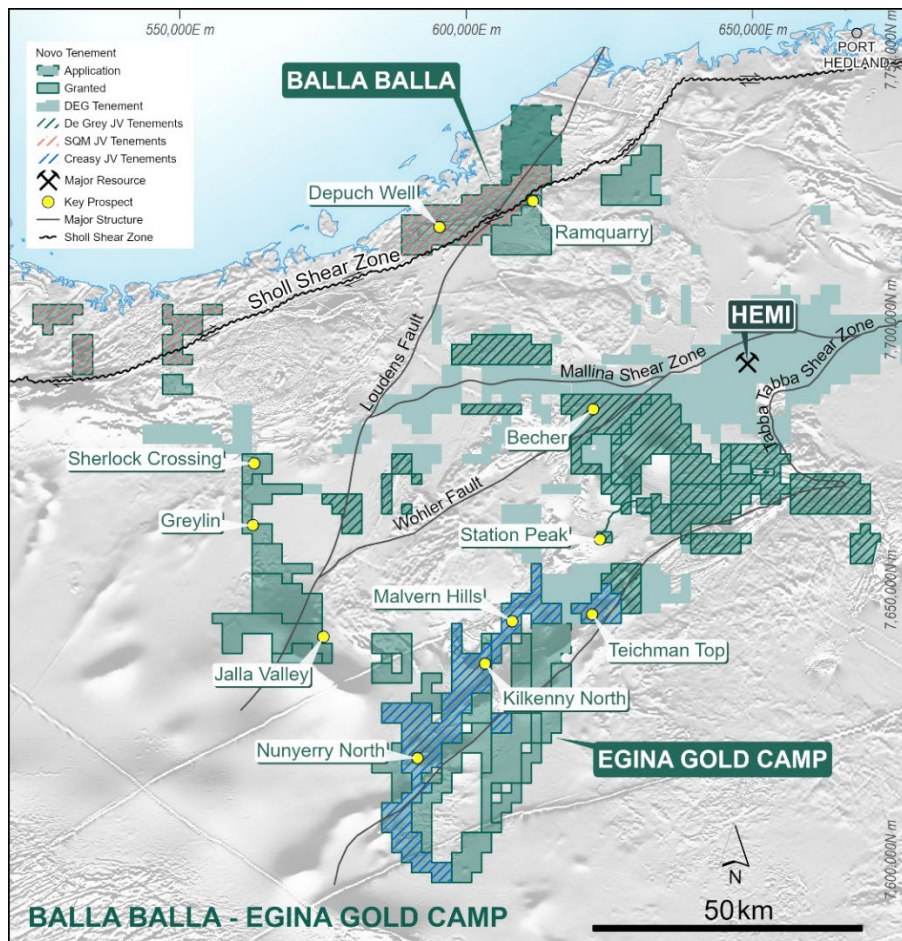 550,000E m
600,000E m
650,000E m
PORT
HEDLAND
7,750,000N m
Novo Tenement
Application
Granted
DEG Tenement
De Grey JV Tenements
SQM JV Tenements
Creasy JV Tenements
Major Resource
Key Prospect
Major Structure
Sholl Shear Zone
BALLA BALLA
Depuch Well
Ramquarry
Sholl Shear Zone
HEMI
7,700,000N m
Loudens Fault
Mallina Shear Zone
Tabba Tabba Shear Zone
Becher
Sherlock Crossing
Wohler Fault
Greylin
Station Peak
7,650,000N m
Malvern Hills
Teichman Top
Jalla Valley
Kilkenny North
Nunyerry North
EGINA GOLD CAMP
7,600,000N m
N
50km
BALLA BALLA - EGINA GOLD CAMP